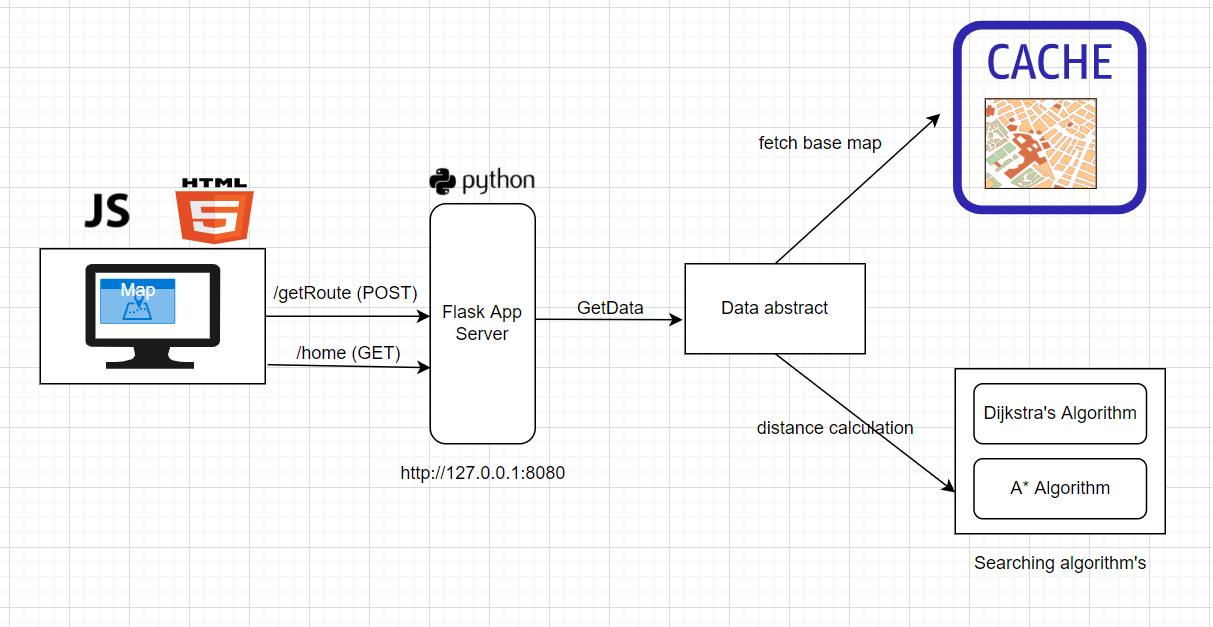 CACHE
fetch base map
JS
HTML
5
python
Map
/getRoute (POST)
/home (GET)
Flask App
Server
GetData
Data abstract
http://127.0.0.1:8080
distance calculation
Dijkstra's Algorithm
A* Algorithm
Searching algorithm's